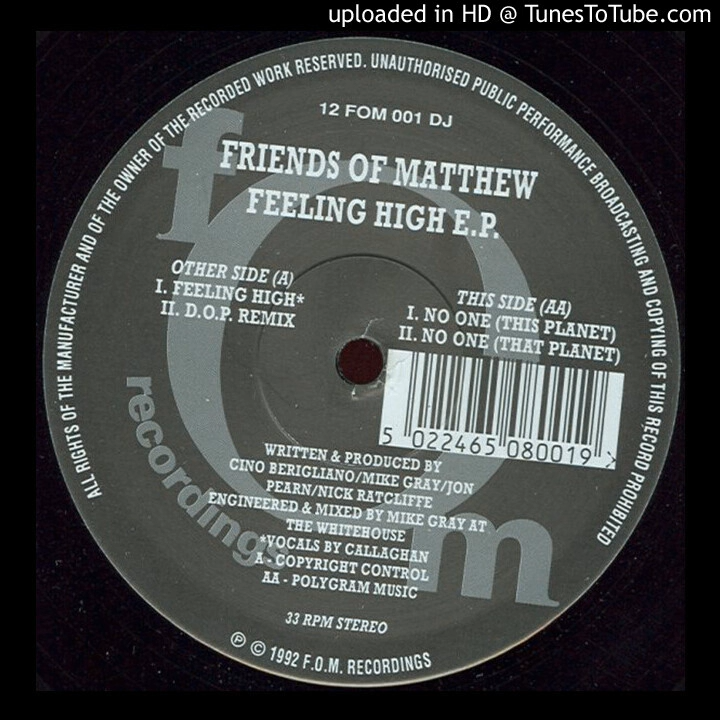 uploaded in HD @ TunesToTube.com
ALL RIGHTS OF THE MANUFACTURER AND OF THE OWNER OF THE RECORDED WORK RESERVED. UNAUTHORISED PUBLIC PERFORMANCE BROADCASTING AND COPYING OF THIS RECORD PROHIBITED
12 FOM 001 DJ
FRIENDS OF MATTHEW
FEELING HIGH E.P.
OTHER SIDE (A)
I. FEELING HIGH*
II. D.O.P. REMIX
THIS SIDE (AA)
I. NO ONE (THIS PLANET)
II. NO ONE (THAT PLANET)
5 022465 080019 >
fOm
recordings
WRITTEN & PRODUCED BY
CINO BERIGLIANO/MIKE GRAY/JON
PEARN/NICK RATCLIFFE
ENGINEERED & MIXED BY MIKE GRAY AT
THE WHITEHOUSE
*VOCALS BY CALLAGHAN
A - COPYRIGHT CONTROL
AA - POLYGRAM MUSIC
33 RPM STEREO
℗ © 1992 F.O.M. RECORDINGS